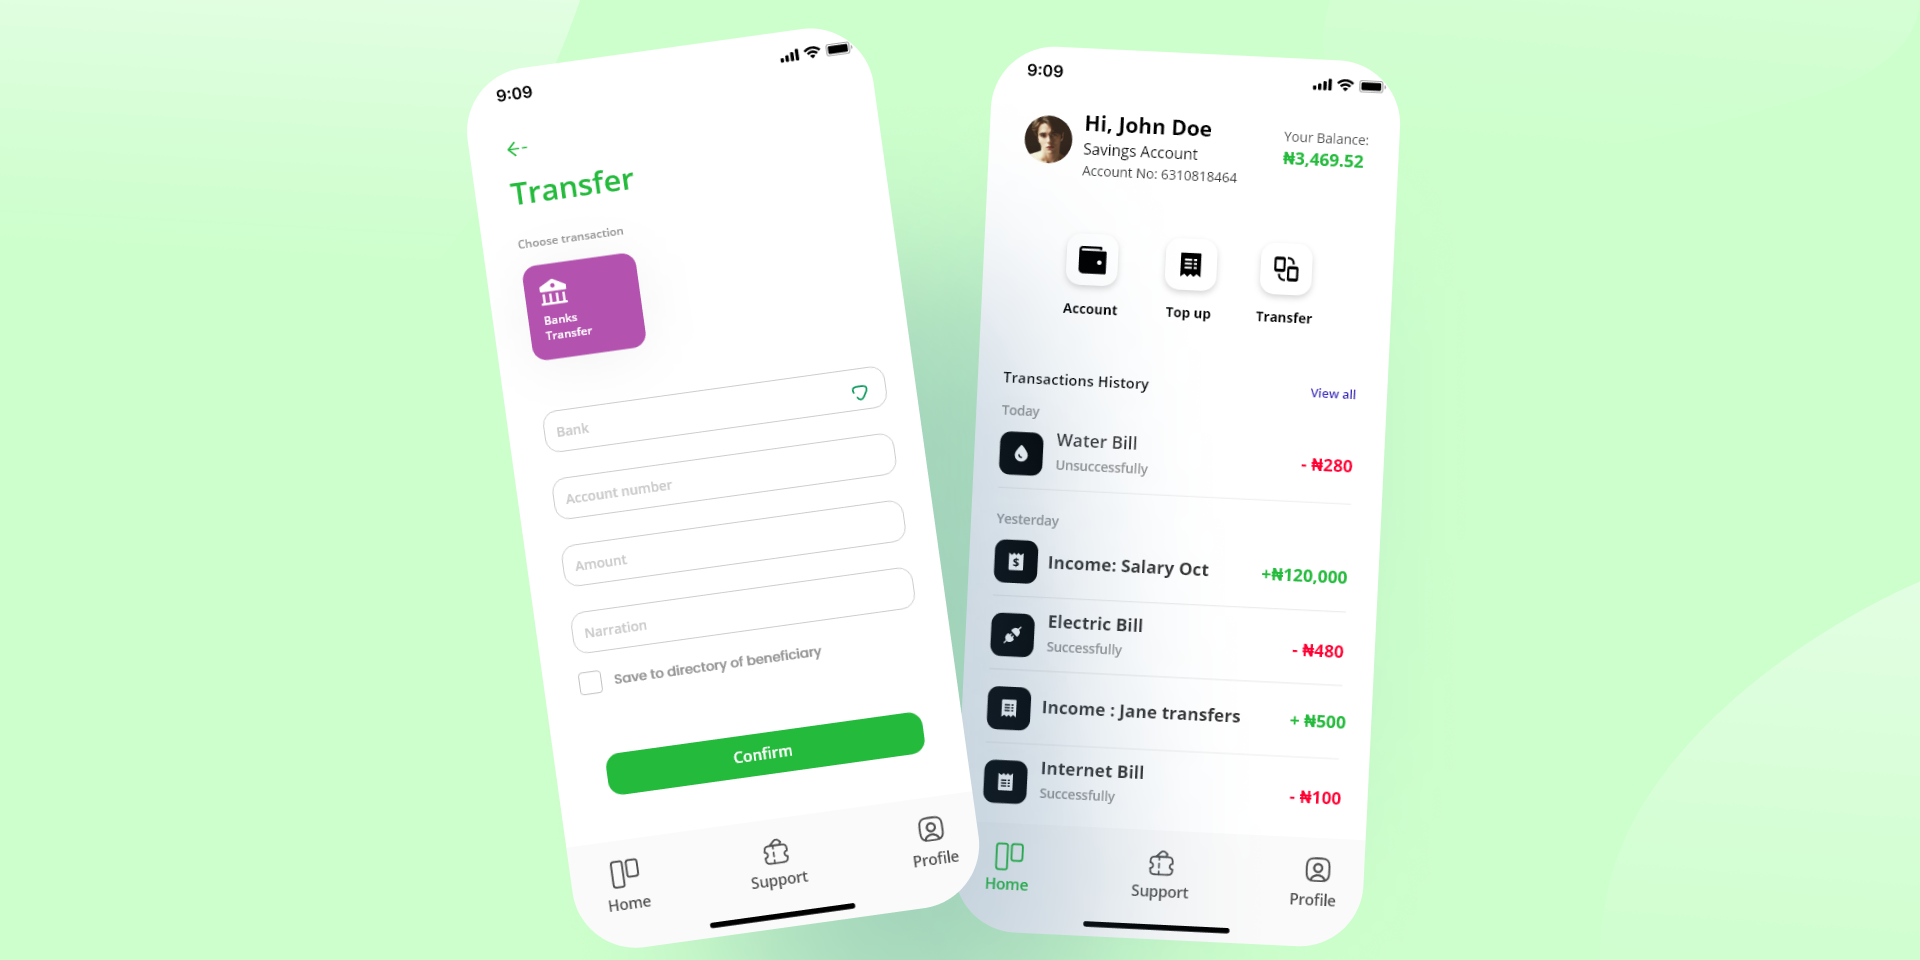 9:09
Transfer
Choose transaction
Banks
Transfer
Bank
Account number
Amount
Narration
Save to directory of beneficiary
Confirm
Home
Support
Profile
9:09
Hi, John Doe
Savings Account
Account No: 6310818464
Your Balance:
₦3,469.52
Account
Top up
Transfer
Transactions History
View all
Today
Water Bill
Unsuccessfully
- ₦280
Yesterday
Income: Salary Oct
+₦120,000
Electric Bill
Successfully
- ₦480
Income : Jane transfers
+ ₦500
Internet Bill
Successfully
- ₦100
Home
Support
Profile